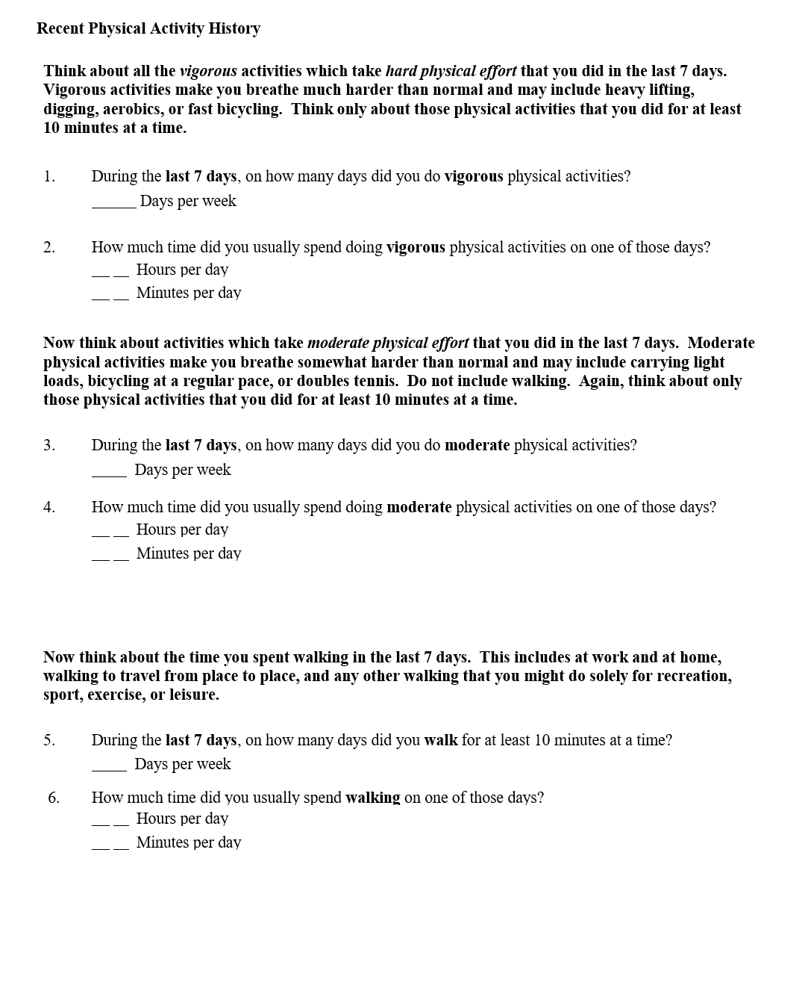 Recent Physical Activity History
Think about all the vigorous activities which take hard physical effort that you did in the last 7 days.
Vigorous activities make you breathe much harder than normal and may include heavy lifting,
digging, aerobics, or fast bicycling.  Think only about those physical activities that you did for at least
10 minutes at a time.
1. During the last 7 days, on how many days did you do vigorous physical activities?
______ Days per week
2. How much time did you usually spend doing vigorous physical activities on one of those days?
__ __ Hours per day
__ __ Minutes per day
Now think about activities which take moderate physical effort that you did in the last 7 days.  Moderate
physical activities make you breathe somewhat harder than normal and may include carrying light
loads, bicycling at a regular pace, or doubles tennis.  Do not include walking.  Again, think about only
those physical activities that you did for at least 10 minutes at a time.
3. During the last 7 days, on how many days did you do moderate physical activities?
____ Days per week
4. How much time did you usually spend doing moderate physical activities on one of those days?
__ __ Hours per day
__ __ Minutes per day
Now think about the time you spent walking in the last 7 days.  This includes at work and at home,
walking to travel from place to place, and any other walking that you might do solely for recreation,
sport, exercise, or leisure.
5. During the last 7 days, on how many days did you walk for at least 10 minutes at a time?
____ Days per week
6. How much time did you usually spend walking on one of those days?
__ __ Hours per day
__ __ Minutes per day